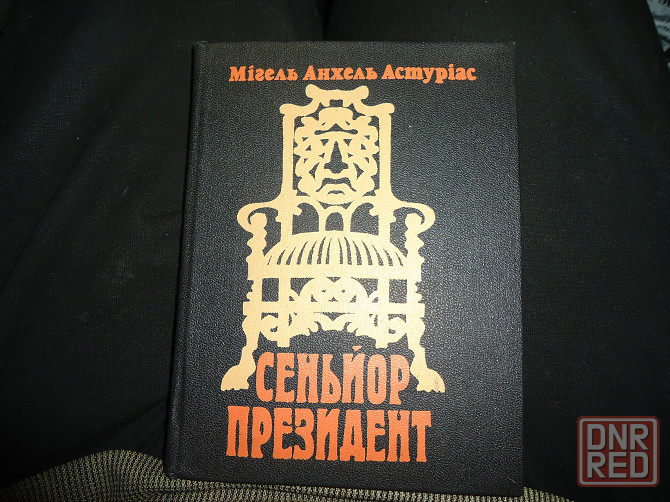 Мігель Анхель Астуріас
СЕНЬЙОР
ПРЕЗИДЕНТ
DNR
RED